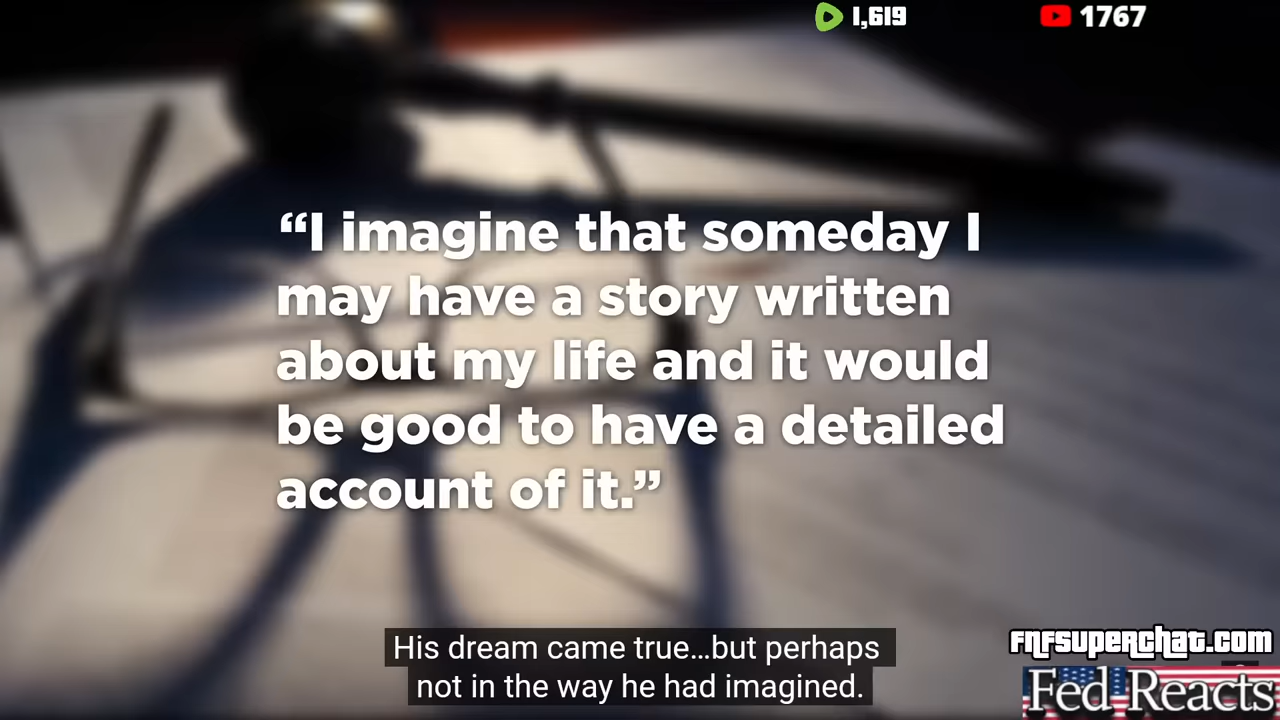 1,619
1767
“I imagine that someday I
may have a story written
about my life and it would
be good to have a detailed
account of it.”
His dream came true…but perhaps
not in the way he had imagined.
FNFSUPERCHAT.COM
Fed Reacts